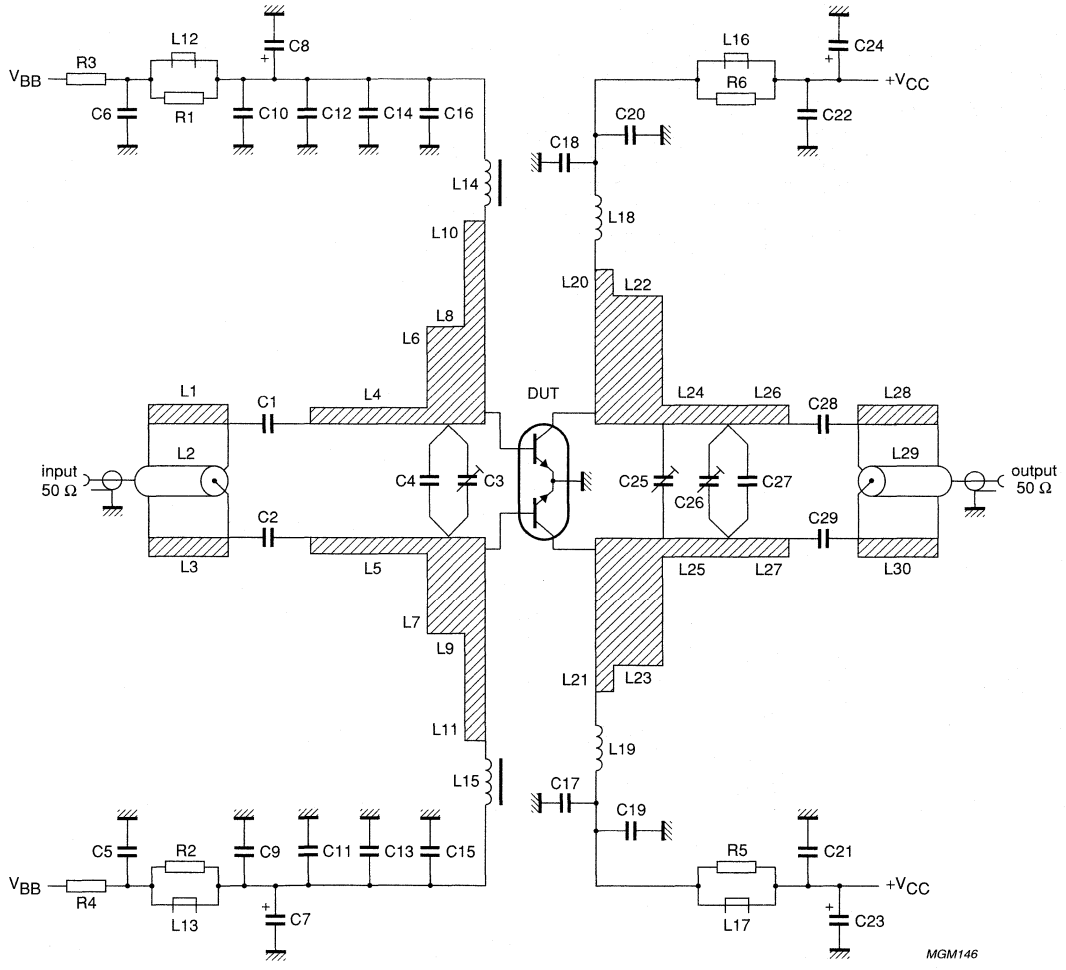 L12
C8
L16
C24
R3
V_BB
R6
+V_CC
C6
R1
C10
C12
C14
C16
C20
C22
C18
L14
L18
L10
L20
L22
L8
L6
DUT
L1
L4
C1
L24
L26
C28
L28
L2
L29
input
50 Ω
output
50 Ω
C4
C3
C25
C26
C27
C2
C29
L3
L5
L25
L27
L30
L7
L9
L21
L23
L11
L19
L15
C17
C19
C5
R2
C9
C11
C13
C15
R5
C21
V_BB
+V_CC
R4
L13
C7
L17
C23
MGM146